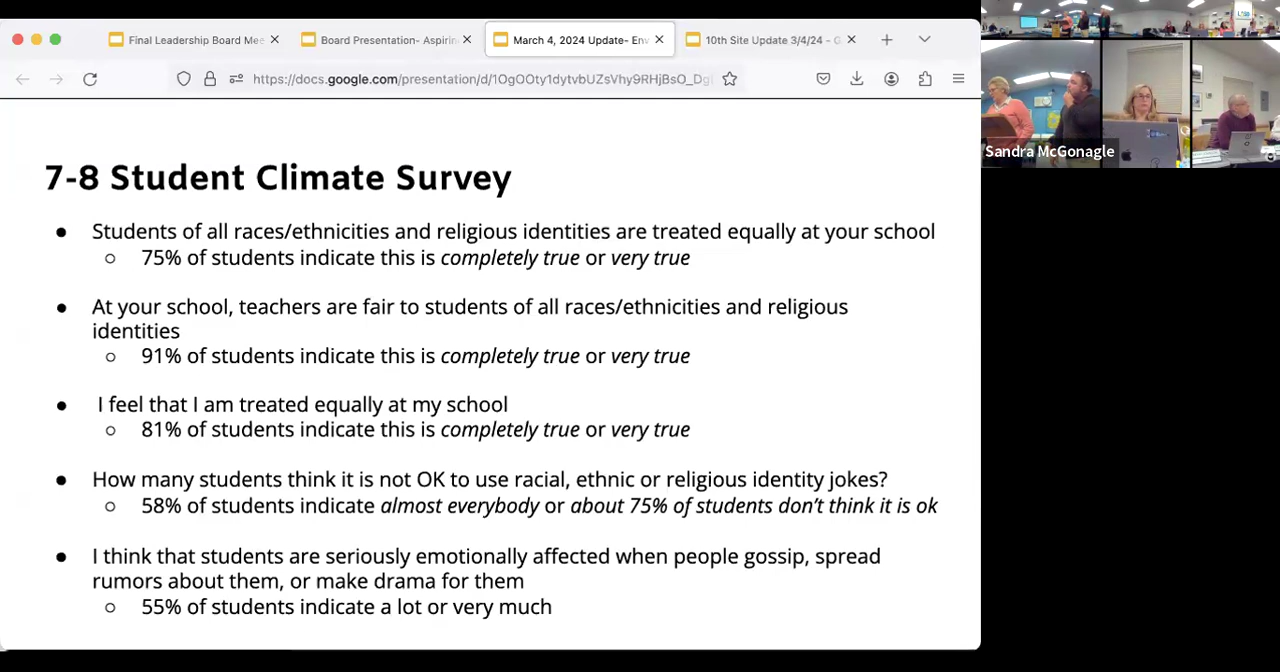 Final Leadership Board Mee
Board Presentation- Aspirin
March 4, 2024 Update- Env
10th Site Update 3/4/24 - G
https://docs.google.com/presentation/d/1OgOOty1dytvbUZsVhy9RHjBsO_Dg
7-8 Student Climate Survey
● Students of all races/ethnicities and religious identities are treated equally at your school
○ 75% of students indicate this is completely true or very true
● At your school, teachers are fair to students of all races/ethnicities and religious
identities
○ 91% of students indicate this is completely true or very true
● I feel that I am treated equally at my school
○ 81% of students indicate this is completely true or very true
● How many students think it is not OK to use racial, ethnic or religious identity jokes?
○ 58% of students indicate almost everybody or about 75% of students don't think it is ok
● I think that students are seriously emotionally affected when people gossip, spread
rumors about them, or make drama for them
○ 55% of students indicate a lot or very much
Sandra McGonagle